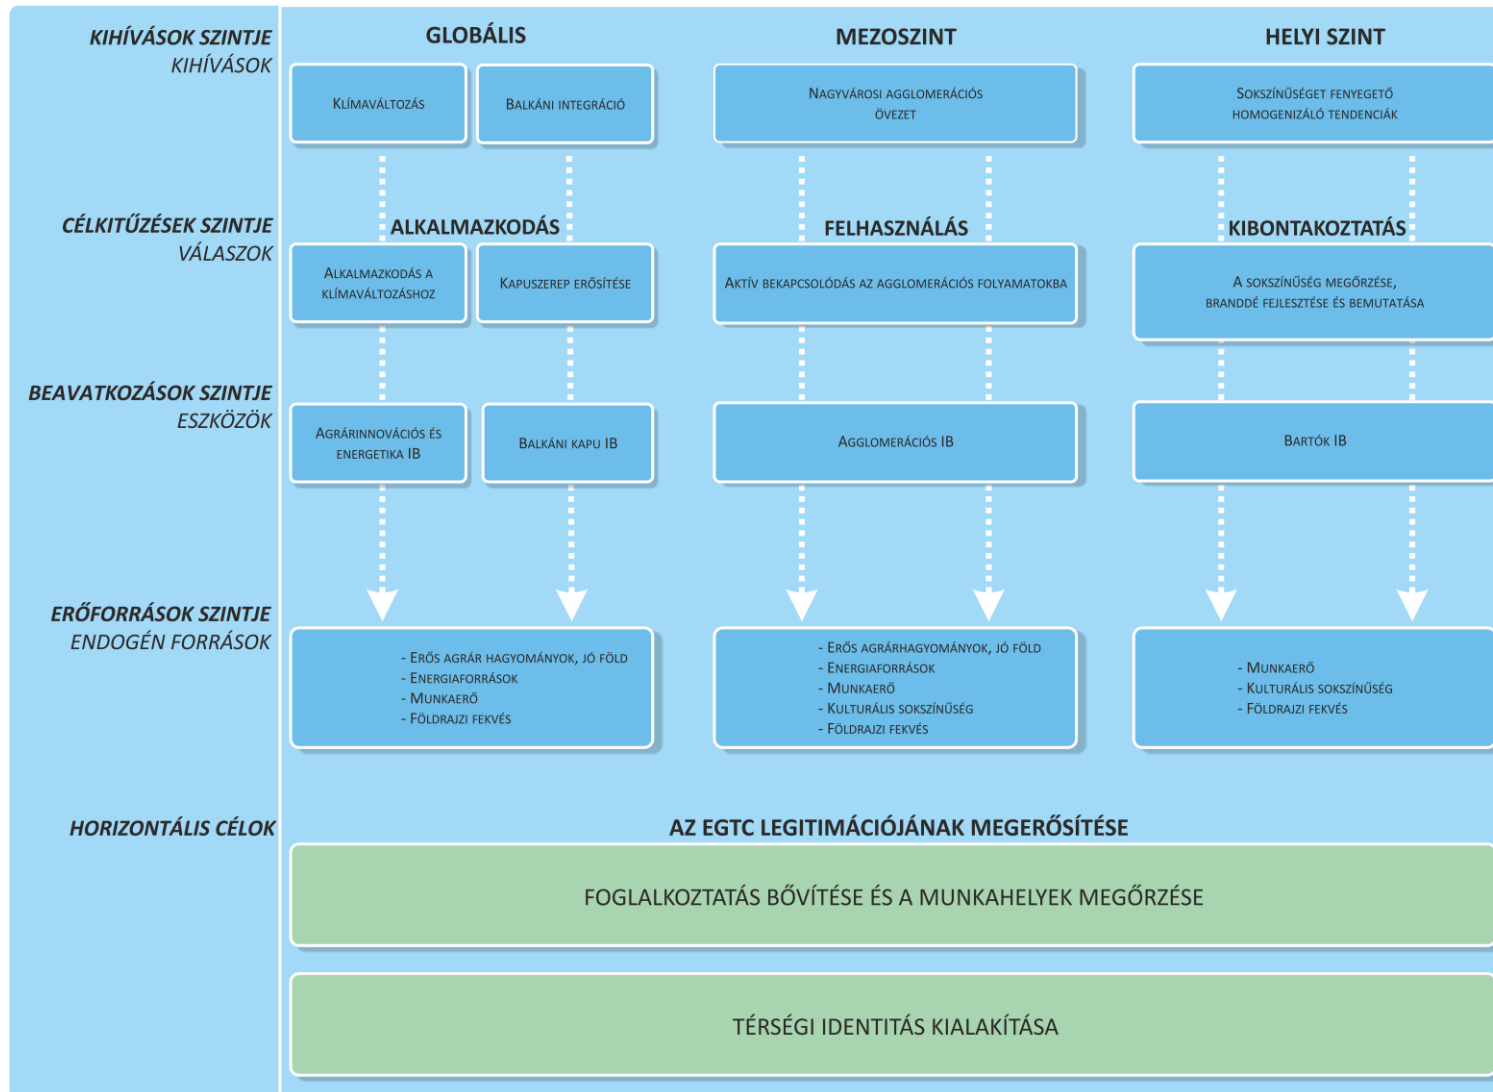 KIHÍVÁSOK SZINTJE
KIHÍVÁSOK
GLOBÁLIS
MEZOSZINT
HELYI SZINT
KLÍMAVÁLTOZÁS
BALKÁNI INTEGRÁCIÓ
NAGYVÁROSI AGGLOMERÁCIÓS
ÖVEZET
SOKSZÍNŰSÉGET FENYEGETŐ
HOMOGENIZÁLÓ TENDENCIÁK
CÉLKITŰZÉSEK SZINTJE
VÁLASZOK
ALKALMAZKODÁS
FELHASZNÁLÁS
KIBONTAKOZTATÁS
ALKALMAZKODÁS A
KLÍMAVÁLTOZÁSHOZ
KAPUSZEREP ERŐSÍTÉSE
AKTÍV BEKAPCSOLÓDÁS AZ AGGLOMERÁCIÓS FOLYAMATOKBA
A SOKSZÍNŰSÉG MEGŐRZÉSE,
BRANDDÉ FEJLESZTÉSE ÉS BEMUTATÁSA
BEAVATKOZÁSOK SZINTJE
ESZKÖZÖK
AGRÁRINNOVÁCIÓS ÉS
ENERGETIKA IB
BALKÁNI KAPU IB
AGGLOMERÁCIÓS IB
BARTÓK IB
ERŐFORRÁSOK SZINTJE
ENDOGÉN FORRÁSOK
- ERŐS AGRÁR HAGYOMÁNYOK, JÓ FÖLD
- ENERGIAFORRÁSOK
- MUNKAERŐ
- FÖLDRAJZI FEKVÉS
- ERŐS AGRÁRHAGYOMÁNYOK, JÓ FÖLD
- ENERGIAFORRÁSOK
- MUNKAERŐ
- KULTURÁLIS SOKSZÍNŰSÉG
- FÖLDRAJZI FEKVÉS
- MUNKAERŐ
- KULTURÁLIS SOKSZÍNŰSÉG
- FÖLDRAJZI FEKVÉS
HORIZONTÁLIS CÉLOK
AZ EGTC LEGITIMÁCIÓJÁNAK MEGERŐSÍTÉSE
FOGLALKOZTATÁS BŐVÍTÉSE ÉS A MUNKAHELYEK MEGŐRZÉSE
TÉRSÉGI IDENTITÁS KIALAKÍTÁSA